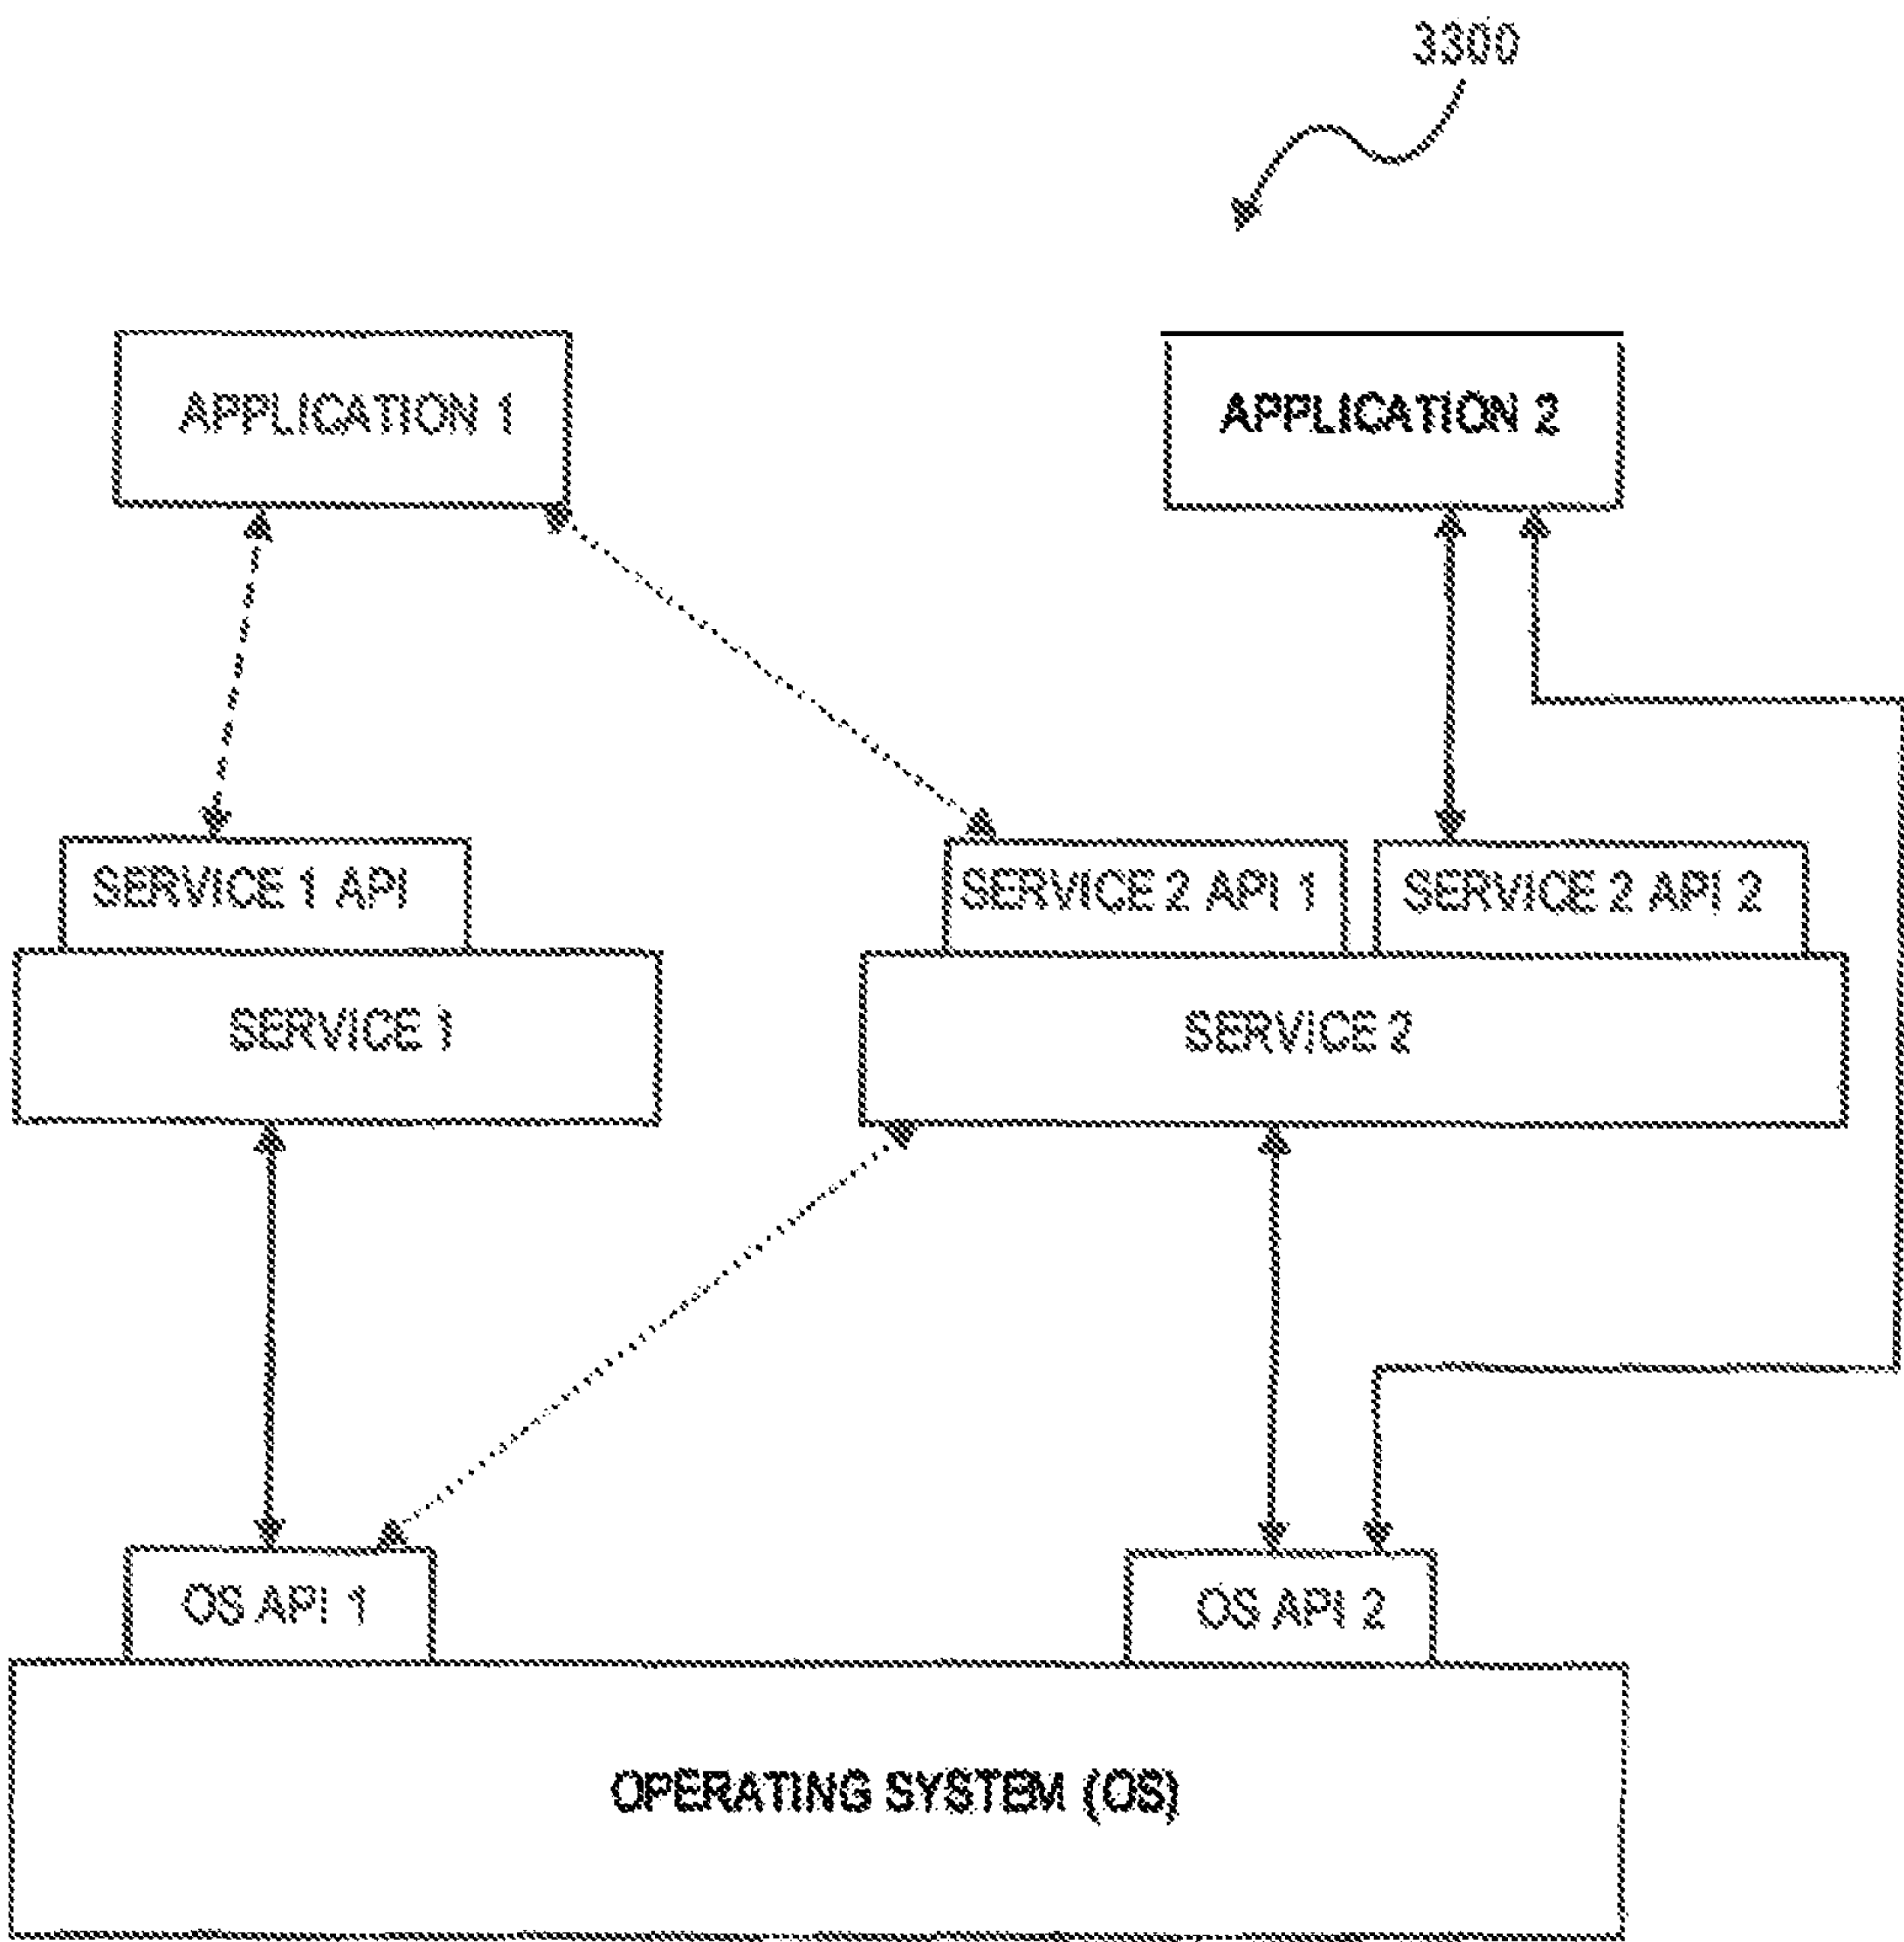 3300
APPLICATION 1
APPLICATION 2
SERVICE 1 API
SERVICE 2 API 1
SERVICE 2 API 2
SERVICE 1
SERVICE 2
OS API 1
OS API 2
OPERATING SYSTEM (OS)